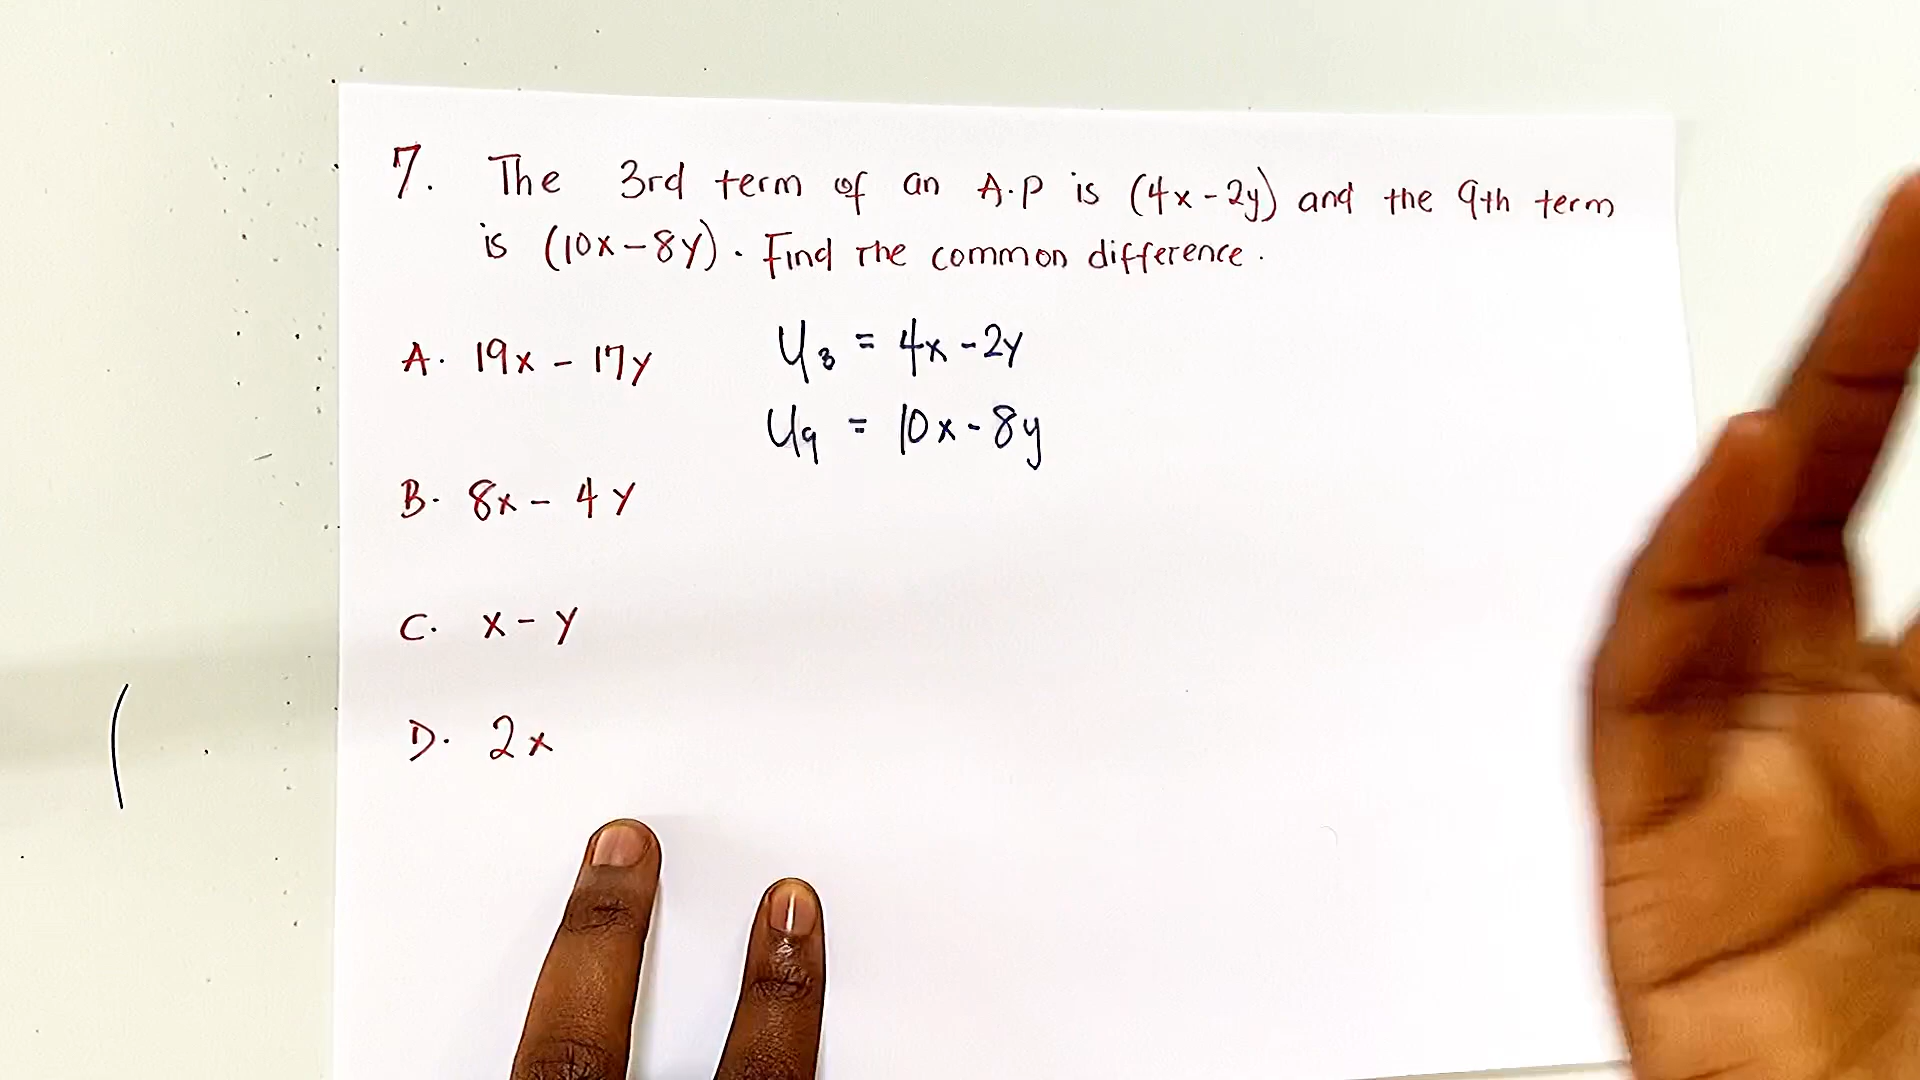 7. The 3rd term of an A.P is (4x - 2y) and the 9th term
is (10x - 8y). Find the common difference.
A. 19x - 17y
U₃ = 4x - 2y
U₉ = 10x - 8y
B. 8x - 4y
C. x - y
D. 2x